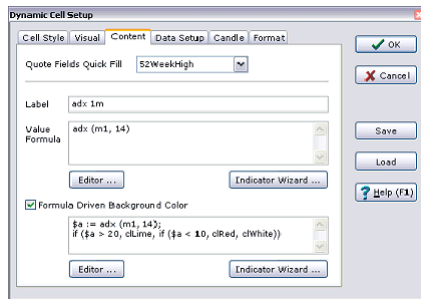 Dynamic Cell Setup
Cell Style Visual Content Data Setup Candle Format
OK
Quote Fields Quick Fill 52WeekHigh
Cancel
Label adx 1m
Value Formula adx (m1, 14)
Save
Load
Editor ... Indicator Wizard ...
Help (F1)
Formula Driven Background Color
$a := adx (m1, 14);
if ($a > 20, clLime, if ($a < 10, clRed, clWhite))
Editor ... Indicator Wizard ...